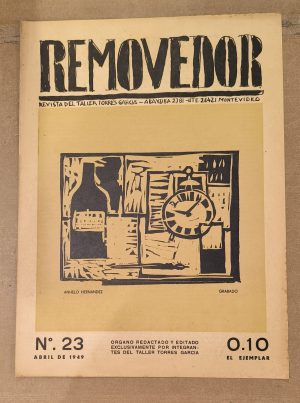 REMOVEDOR
REVISTA DEL TALLER TORRES GARCIA - ABAYUBA 2781 - UTE 20421 MONTEVIDEO
ANHELO HERNANDEZ
GRABADO
Nº. 23
ABRIL DE 1949
ORGANO REDACTADO Y EDITADO
EXCLUSIVAMENTE POR INTEGRAN-
TES DEL TALLER TORRES GARCIA
0.10
EL EJEMPLAR